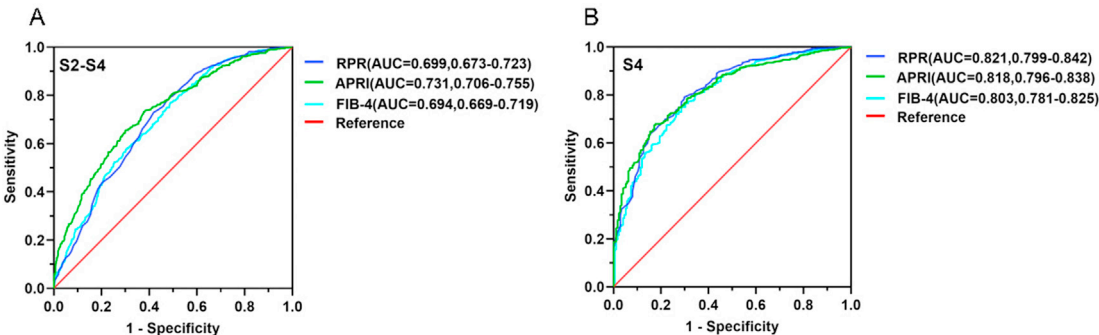 A
S2-S4
RPR(AUC=0.699,0.673-0.723)
APRI(AUC=0.731,0.706-0.755)
FIB-4(AUC=0.694,0.669-0.719)
Reference
Sensitivity
1.0
0.8
0.6
0.4
0.2
0.0
0.0 0.2 0.4 0.6 0.8 1.0
1 - Specificity
B
S4
RPR(AUC=0.821,0.799-0.842)
APRI(AUC=0.818,0.796-0.838)
FIB-4(AUC=0.803,0.781-0.825)
Reference
Sensitivity
1.0
0.8
0.6
0.4
0.2
0.0
0.0 0.2 0.4 0.6 0.8 1.0
1 - Specificity